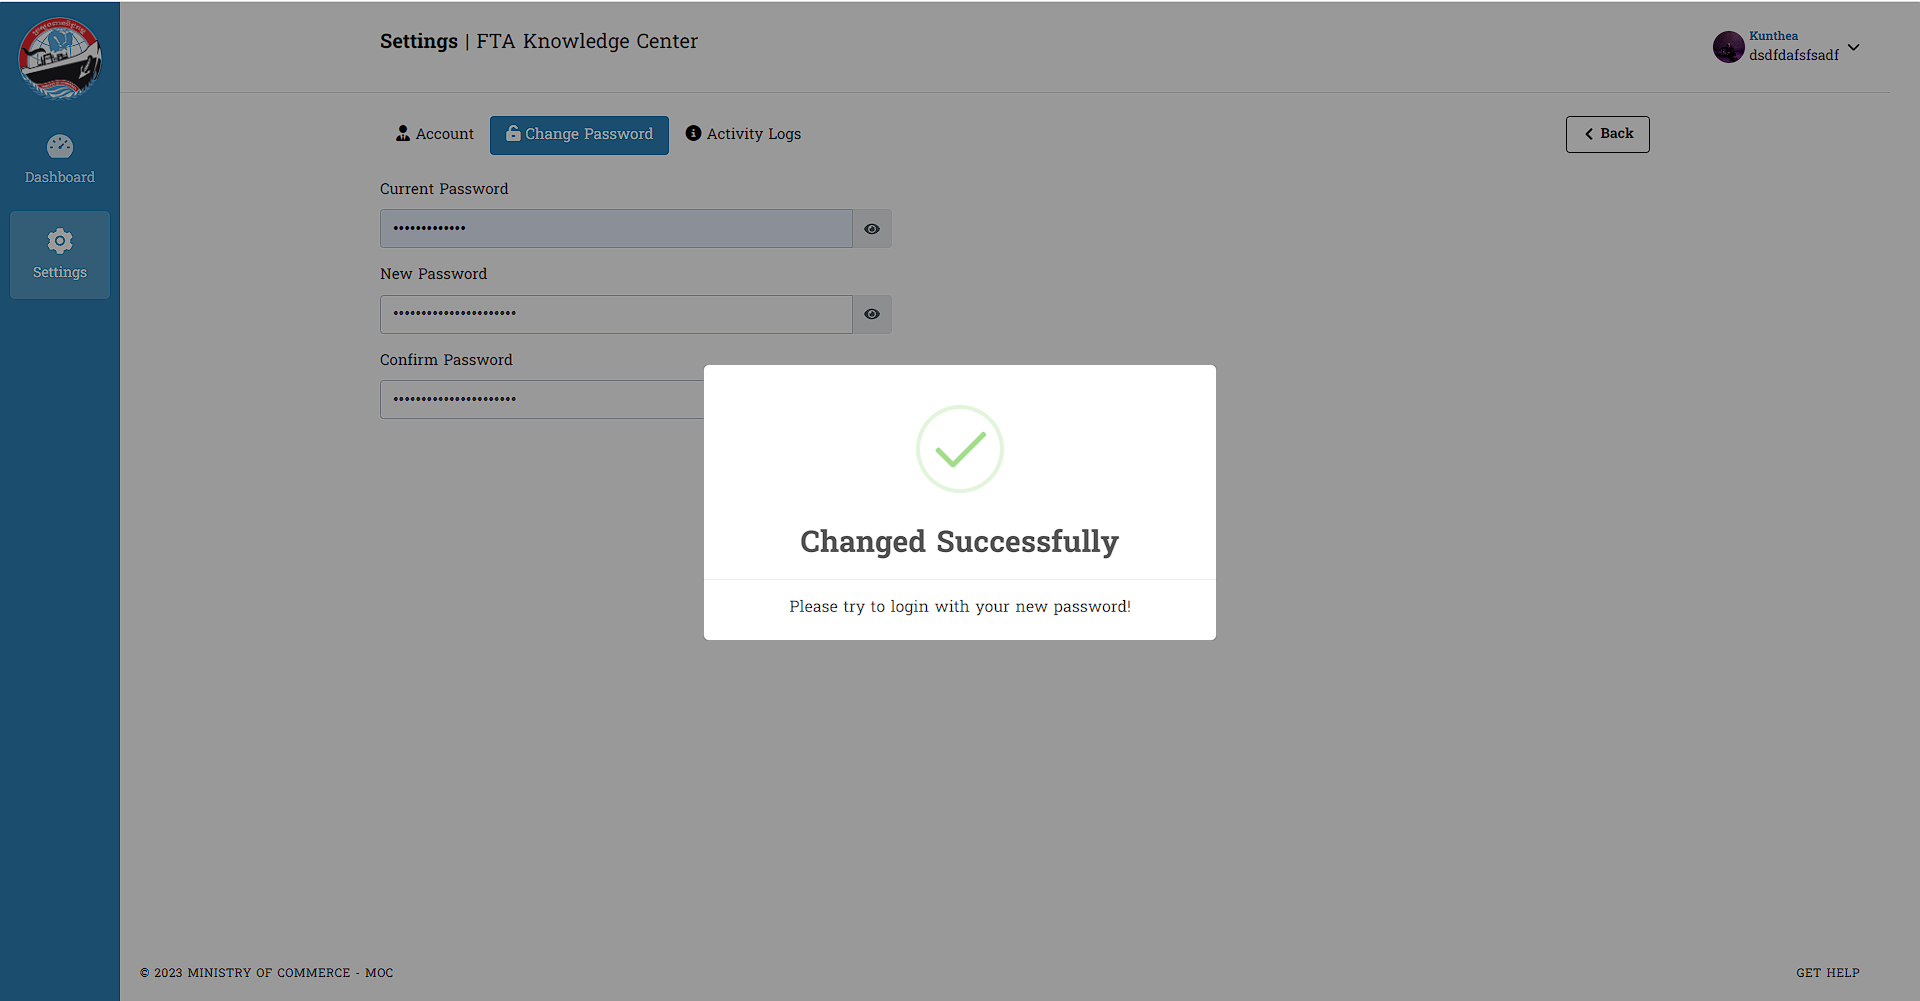 Settings | FTA Knowledge Center
Kunthea
dsdfdafsfsadf
Dashboard
Settings
Account
Change Password
Activity Logs
Back
Current Password
•••••••••••••
New Password
••••••••••••••••••••••
Confirm Password
••••••••••••••••••••••
Changed Successfully
Please try to login with your new password!
© 2023 MINISTRY OF COMMERCE - MOC
GET HELP